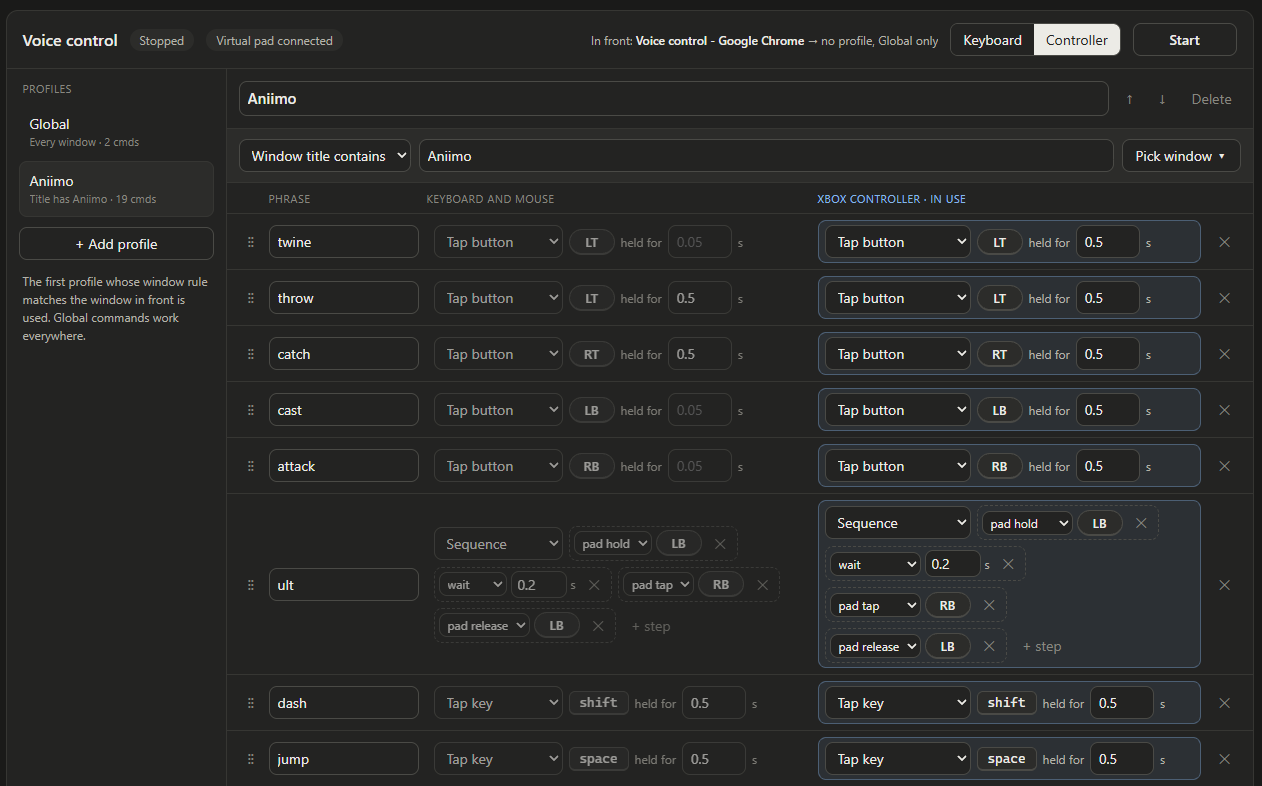 Voice control Stopped Virtual pad connected In front: Voice control - Google Chrome → no profile, Global only Keyboard Controller Start
PROFILES
Global
Every window · 2 cmds
Aniimo
Title has Aniimo · 19 cmds
+ Add profile
The first profile whose window rule
matches the window in front is
used. Global commands work
everywhere.
Aniimo ↑ ↓ Delete
Window title contains Aniimo Pick window ▾
PHRASE KEYBOARD AND MOUSE XBOX CONTROLLER · IN USE
twine Tap button LT held for 0.05 s Tap button LT held for 0.5 s ×
throw Tap button LT held for 0.5 s Tap button LT held for 0.5 s ×
catch Tap button RT held for 0.5 s Tap button RT held for 0.5 s ×
cast Tap button LB held for 0.05 s Tap button LB held for 0.5 s ×
attack Tap button RB held for 0.05 s Tap button RB held for 0.5 s ×
ult
Sequence pad hold LB ×
wait 0.2 s × pad tap RB ×
pad release LB × + step
Sequence pad hold LB ×
wait 0.2 s ×
pad tap RB ×
pad release LB × + step
×
dash Tap key shift held for 0.5 s Tap key shift held for 0.5 s ×
jump Tap key space held for 0.5 s Tap key space held for 0.5 s ×